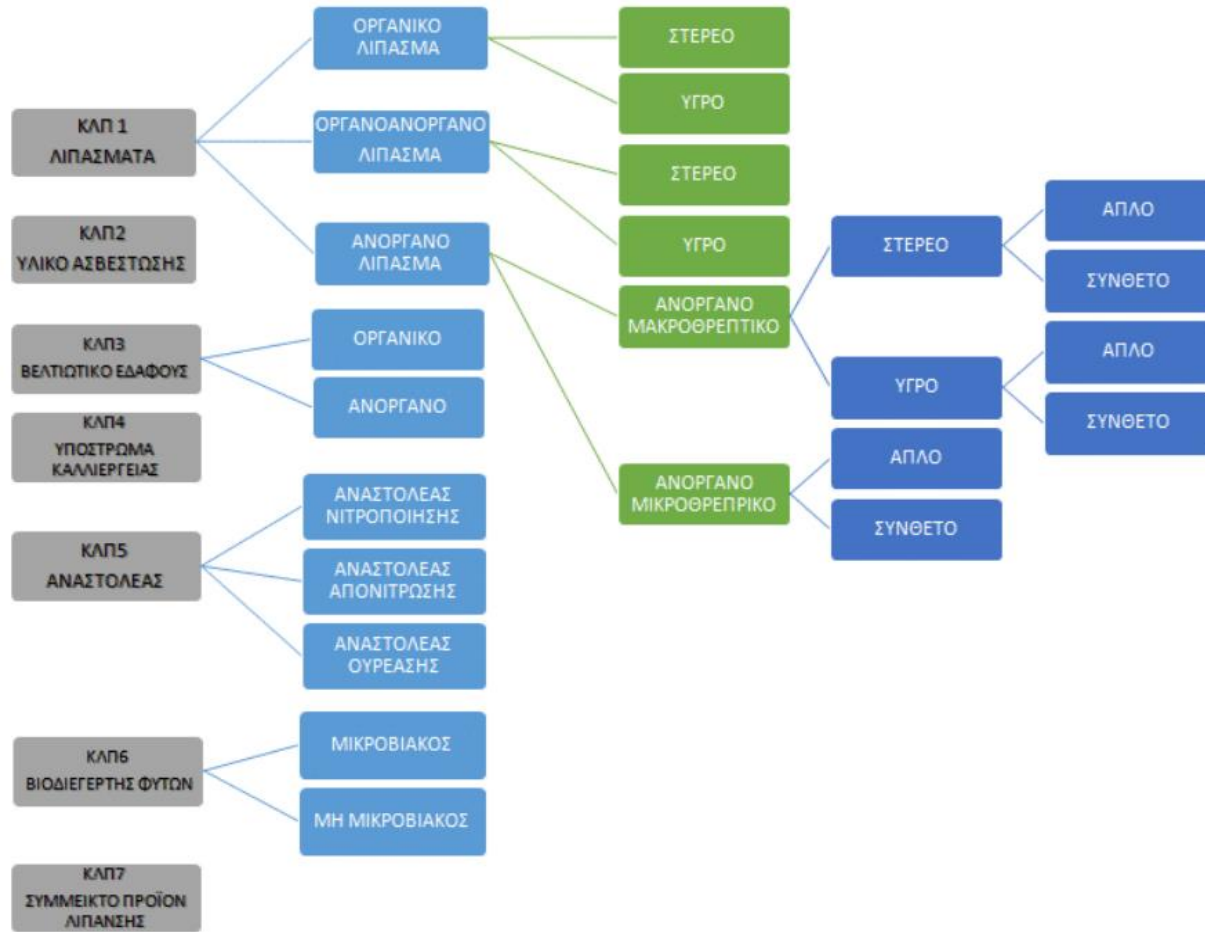 ΚΛΠ 1
ΛΙΠΑΣΜΑΤΑ
ΟΡΓΑΝΙΚΟ
ΛΙΠΑΣΜΑ
ΣΤΕΡΕΟ
ΥΓΡΟ
ΟΡΓΑΝΟΑΝΟΡΓΑΝΟ
ΛΙΠΑΣΜΑ
ΣΤΕΡΕΟ
ΥΓΡΟ
ΑΝΟΡΓΑΝΟ
ΛΙΠΑΣΜΑ
ΑΝΟΡΓΑΝΟ
ΜΑΚΡΟΘΡΕΠΤΙΚΟ
ΣΤΕΡΕΟ
ΑΠΛΟ
ΣΥΝΘΕΤΟ
ΥΓΡΟ
ΑΠΛΟ
ΣΥΝΘΕΤΟ
ΑΝΟΡΓΑΝΟ
ΜΙΚΡΟΘΡΕΠΡΙΚΟ
ΑΠΛΟ
ΣΥΝΘΕΤΟ
ΚΛΠ2
ΥΛΙΚΟ ΑΣΒΕΣΤΩΣΗΣ
ΚΛΠ3
ΒΕΛΤΙΩΤΙΚΟ ΕΔΑΦΟΥΣ
ΟΡΓΑΝΙΚΟ
ΑΝΟΡΓΑΝΟ
ΚΛΠ4
ΥΠΟΣΤΡΩΜΑ
ΚΑΛΛΙΕΡΓΕΙΑΣ
ΚΛΠ5
ΑΝΑΣΤΟΛΕΑΣ
ΑΝΑΣΤΟΛΕΑΣ
ΝΙΤΡΟΠΟΙΗΣΗΣ
ΑΝΑΣΤΟΛΕΑΣ
ΑΠΟΝΙΤΡΩΣΗΣ
ΑΝΑΣΤΟΛΕΑΣ
ΟΥΡΕΑΣΗΣ
ΚΛΠ6
ΒΙΟΔΙΕΓΕΡΤΗΣ ΦΥΤΩΝ
ΜΙΚΡΟΒΙΑΚΟΣ
ΜΗ ΜΙΚΡΟΒΙΑΚΟΣ
ΚΛΠ7
ΣΥΜΜΕΙΚΤΟ ΠΡΟΪΟΝ
ΛΙΠΑΝΣΗΣ